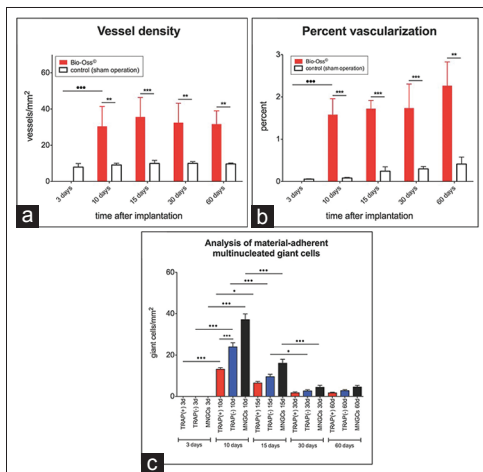 Vessel density
Bio-Oss©
control (sham operation)
60
40
20
0
vessels/mm²
***
**
***
**
**
3 days
10 days
15 days
30 days
60 days
time after implantation
a
Percent vascularization
Bio-Oss©
control (sham operation)
3
2
1
0
percent
***
***
***
***
**
3 days
10 days
15 days
30 days
60 days
time after implantation
b
Analysis of material-adherent
multinucleated giant cells
60
40
20
0
giant cells/mm²
***
***
*
***
***
***
***
***
*
***
TRAP(+) 3d
TRAP(-) 3d
MNGCs 3d
TRAP(+) 10d
TRAP(-) 10d
MNGCs 10d
TRAP(+) 15d
TRAP(-) 15d
MNGCs 15d
TRAP(+) 30d
TRAP(-) 30d
MNGCs 30d
TRAP(+) 60d
TRAP(-) 60d
MNGCs 60d
3 days
10 days
15 days
30 days
60 days
c